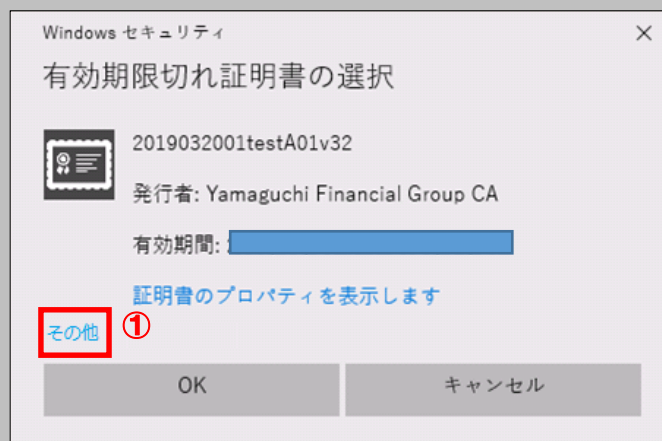 Windows セキュリティ
有効期限切れ証明書の選択
2019032001testA01v32
発行者: Yamaguchi Financial Group CA
有効期間:
証明書のプロパティを表示します
その他 ①
OK キャンセル